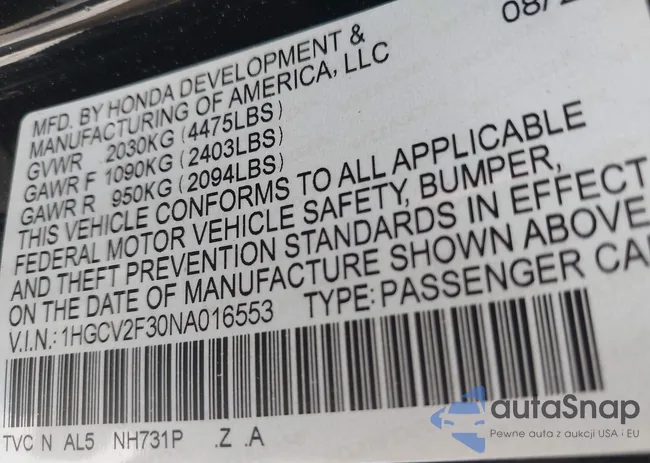 08/2
MFD. BY HONDA DEVELOPMENT &
MANUFACTURING OF AMERICA, LLC
GVWR 2030KG (4475LBS)
GAWR F 1090KG (2403LBS)
GAWR R 950KG (2094LBS)
THIS VEHICLE CONFORMS TO ALL APPLICABLE
FEDERAL MOTOR VEHICLE SAFETY, BUMPER,
AND THEFT PREVENTION STANDARDS IN EFFECT
ON THE DATE OF MANUFACTURE SHOWN ABOVE
V.I.N.: 1HGCV2F30NA016553 TYPE: PASSENGER CA
TVC N AL5 NH731P .Z .A
autaSnap
Pewne auta z aukcji USA i EU